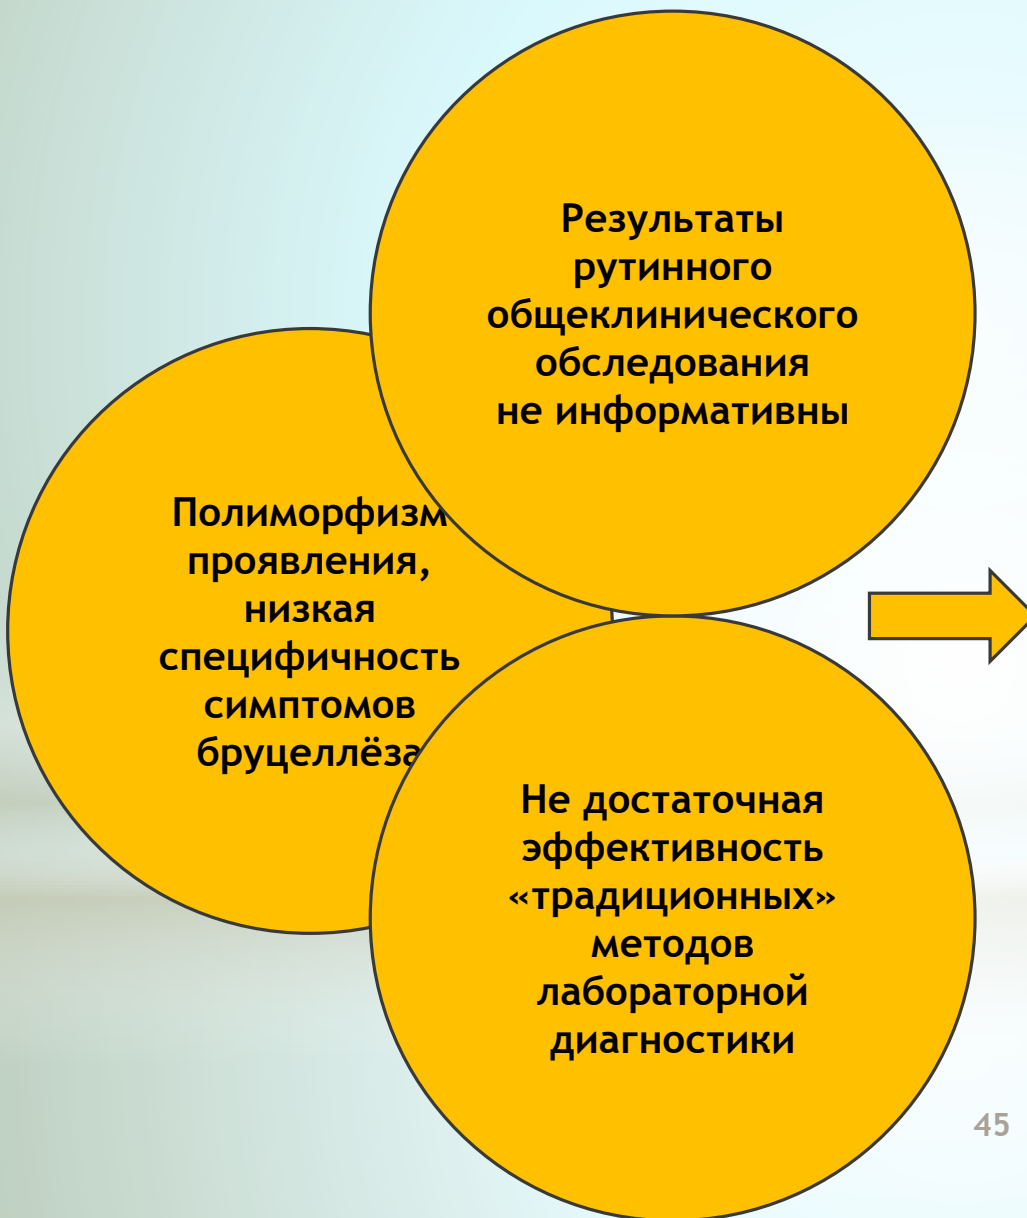 Результаты
рутинного
общеклинического
обследования
не информативны
Полиморфизм
проявления,
низкая
специфичность
симптомов
бруцеллёза
Не достаточная
эффективность
«традиционных»
методов
лабораторной
диагностики
45